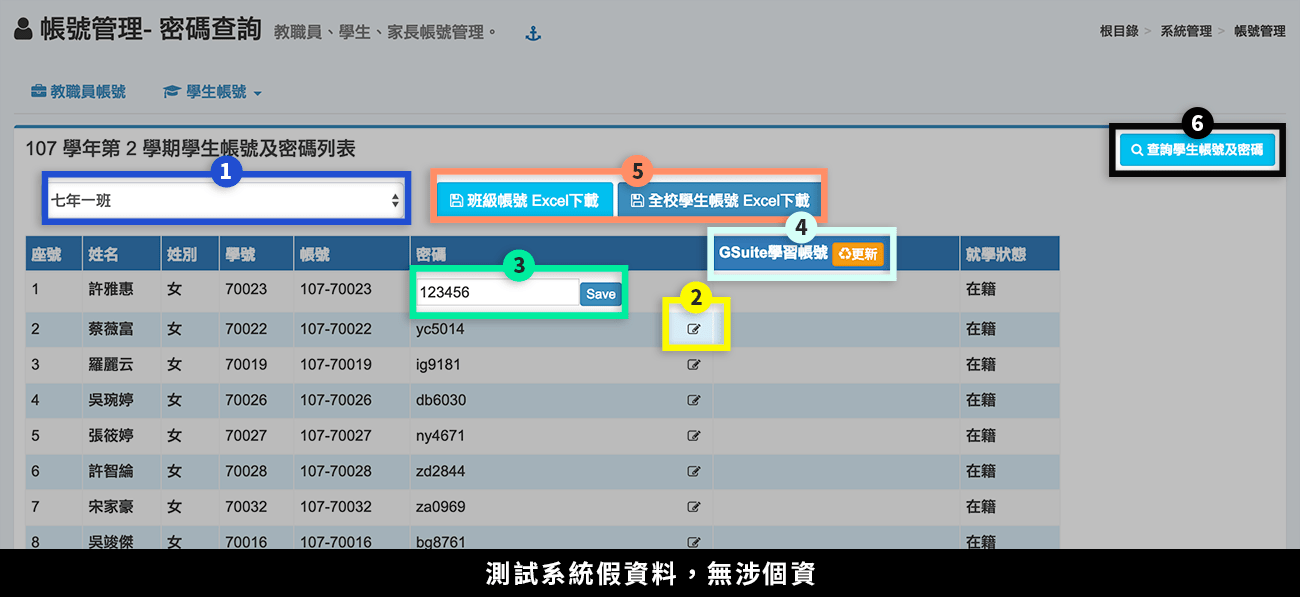 帳號管理- 密碼查詢 教職員、學生、家長帳號管理。
根目錄 > 系統管理 > 帳號管理
教職員帳號 學生帳號
6
查詢學生帳號及密碼
107 學年第 2 學期學生帳號及密碼列表
1
七年一班
5
班級帳號 Excel下載 全校學生帳號 Excel下載
4
座號 姓名 姓別 學號 帳號 密碼 GSuite學習帳號 更新 就學狀態
3
1 許雅惠 女 70023 107-70023 123456 Save 在籍
2
2 蔡薇富 女 70022 107-70022 yc5014 在籍
3 羅麗云 女 70019 107-70019 ig9181 在籍
4 吳琬婷 女 70026 107-70026 db6030 在籍
5 張筱婷 女 70027 107-70027 ny4671 在籍
6 許智綸 女 70028 107-70028 zd2844 在籍
7 宋家豪 女 70032 107-70032 za0969 在籍
8 吳竣傑 女 70016 107-70016 bg8761 在籍
測試系統假資料，無涉個資